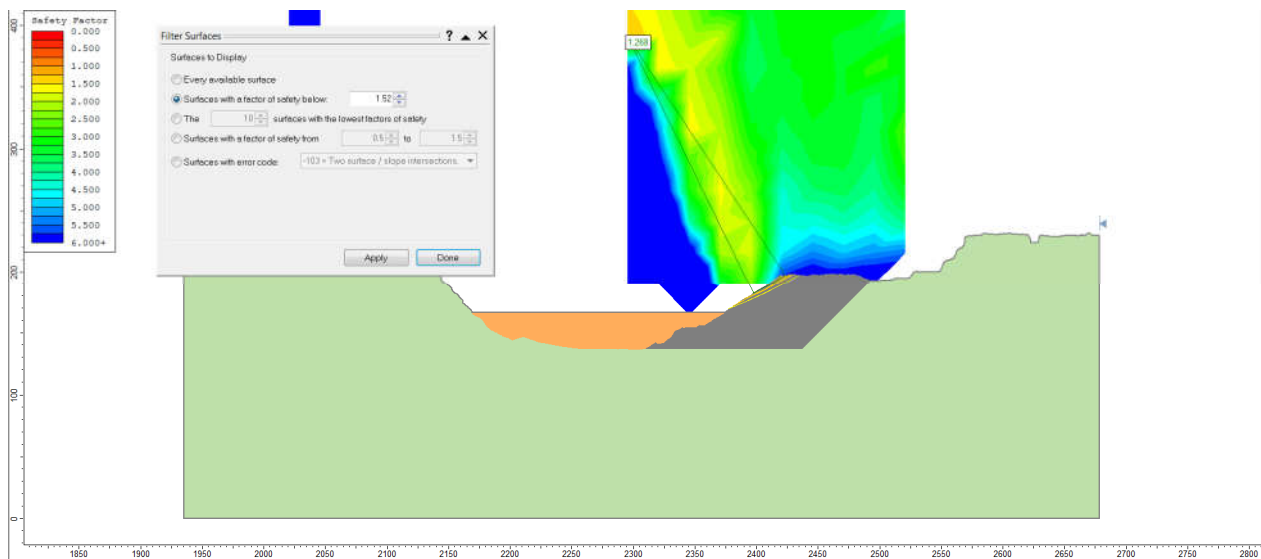 Safety Factor
0.000
0.500
1.000
1.500
2.000
2.500
3.000
3.500
4.000
4.500
5.000
5.500
6.000+
Filter Surfaces ? ✕
Surfaces to Display
Every available surface
Surfaces with a factor of safety below: 1.52
The 10 surfaces with the lowest factors of safety
Surfaces with a factor of safety from 0.5 to 1.5
Surfaces with error code: -103 = Two surface / slope intersections.
Apply Done
1.268
400
300
200
100
0
1850 1900 1950 2000 2050 2100 2150 2200 2250 2300 2350 2400 2450 2500 2550 2600 2650 2700 2750 2800